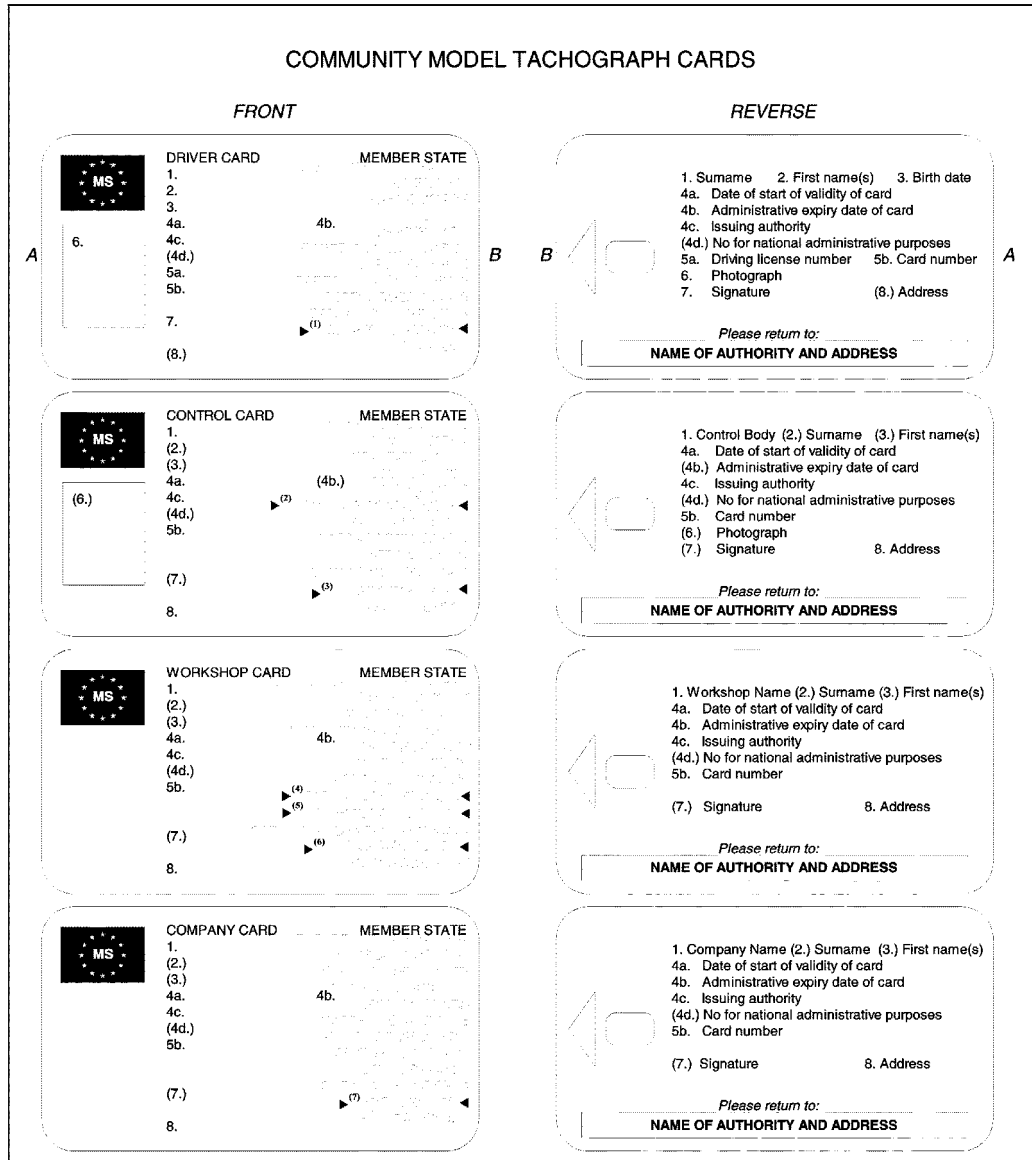 COMMUNITY MODEL TACHOGRAPH CARDS
FRONT
REVERSE
DRIVER CARD MEMBER STATE
MS
1.
2.
3.
4a. 4b.
6.
4c.
A
(4d.)
B
5a.
5b.
7.
(1)
(8.)
1. Surname 2. First name(s) 3. Birth date
4a. Date of start of validity of card
4b. Administrative expiry date of card
4c. Issuing authority
B
(4d.) No for national administrative purposes
A
5a. Driving license number 5b. Card number
6. Photograph
7. Signature (8.) Address
Please return to:
NAME OF AUTHORITY AND ADDRESS
CONTROL CARD MEMBER STATE
MS
1.
(2.)
(3.)
4a. (4b.)
(6.)
4c. (2)
(4d.)
5b.
(7.)
(3)
8.
1. Control Body (2.) Surname (3.) First name(s)
4a. Date of start of validity of card
(4b.) Administrative expiry date of card
4c. Issuing authority
(4d.) No for national administrative purposes
5b. Card number
(6.) Photograph
(7.) Signature 8. Address
Please return to:
NAME OF AUTHORITY AND ADDRESS
WORKSHOP CARD MEMBER STATE
MS
1.
(2.)
(3.)
4a. 4b.
4c.
(4d.)
5b.
(4)
(5)
(7.)
(6)
8.
1. Workshop Name (2.) Surname (3.) First name(s)
4a. Date of start of validity of card
4b. Administrative expiry date of card
4c. Issuing authority
(4d.) No for national administrative purposes
5b. Card number
(7.) Signature 8. Address
Please return to:
NAME OF AUTHORITY AND ADDRESS
COMPANY CARD MEMBER STATE
MS
1.
(2.)
(3.)
4a. 4b.
4c.
(4d.)
5b.
(7.) (7)
8.
1. Company Name (2.) Surname (3.) First name(s)
4a. Date of start of validity of card
4b. Administrative expiry date of card
4c. Issuing authority
(4d.) No for national administrative purposes
5b. Card number
(7.) Signature 8. Address
Please return to:
NAME OF AUTHORITY AND ADDRESS